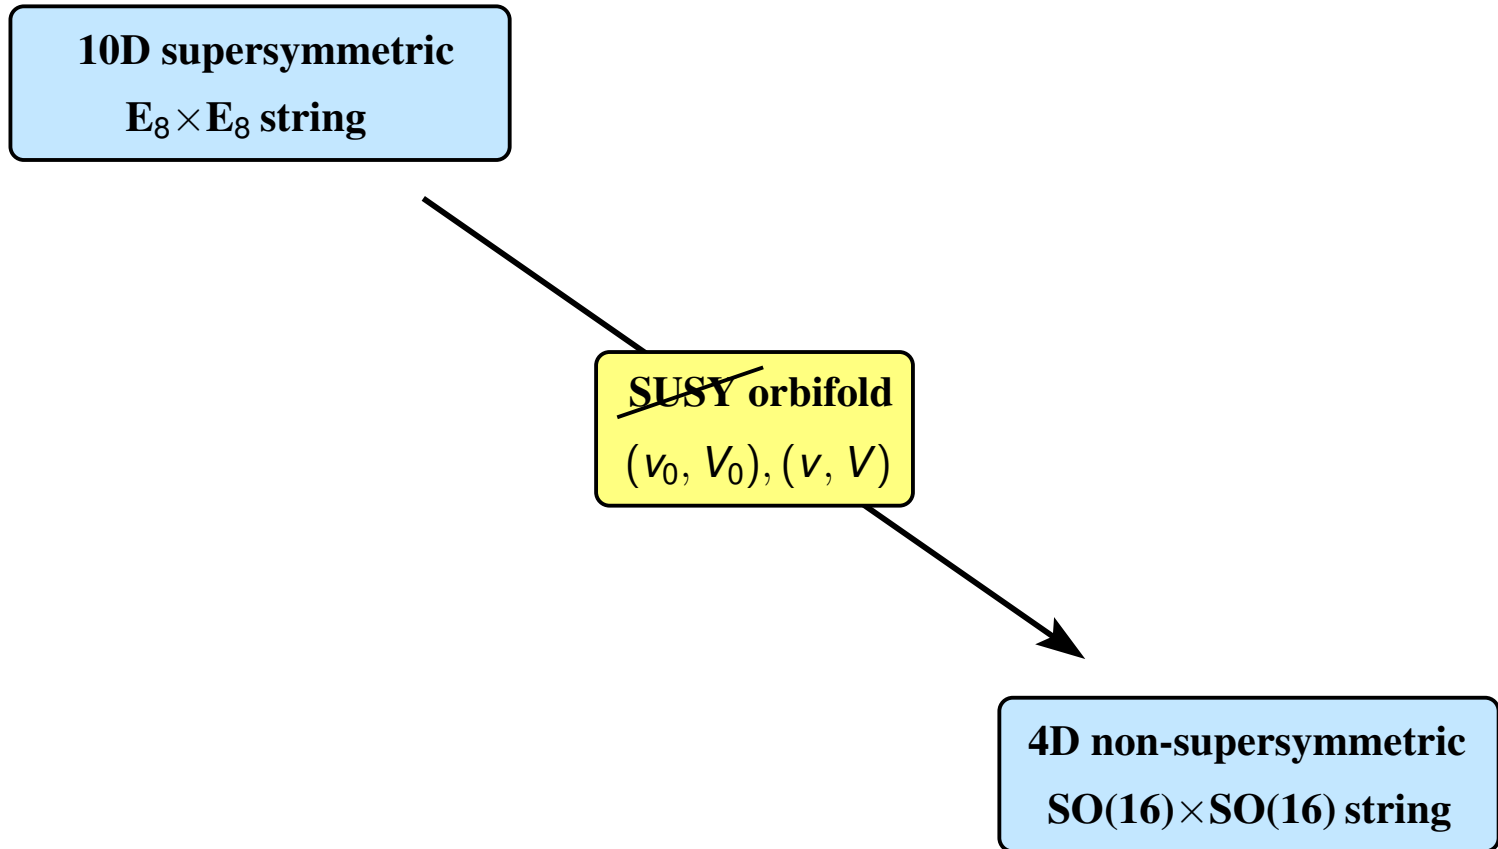 10D supersymmetric
E₈×E₈ string
SUSY orbifold
(v₀, V₀), (v, V)
4D non-supersymmetric
SO(16)×SO(16) string